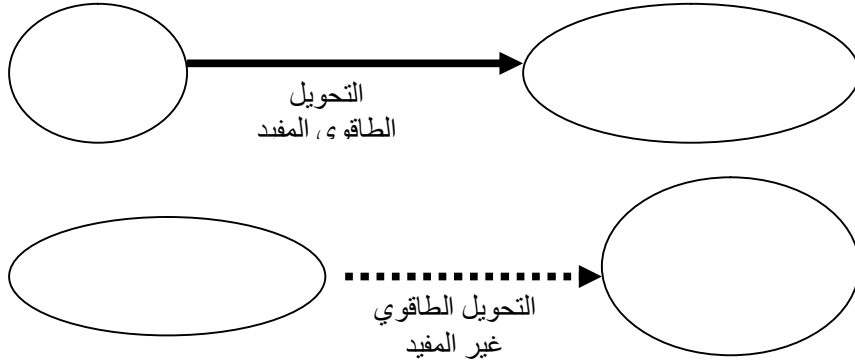 التحويل
الطاقوي المفيد
التحويل الطاقوي
غير المفيد